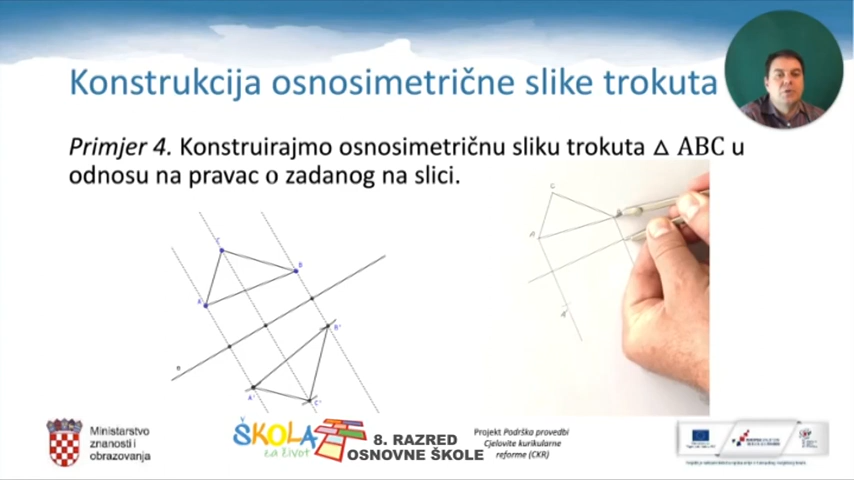 Konstrukcija osnosimetrične slike trokuta
Primjer 4. Konstruirajmo osnosimetričnu sliku trokuta △ ABC u
odnosu na pravac o zadanog na slici.
C
B
A
o
B'
A'
C'
C
A
A'
Ministarstvo
znanosti i
obrazovanja
ŠKOLA
za život
8. RAZRED
OSNOVNE ŠKOLE
Projekt Podrška provedbi
Cjelovite kurikularne
reforme (CKR)